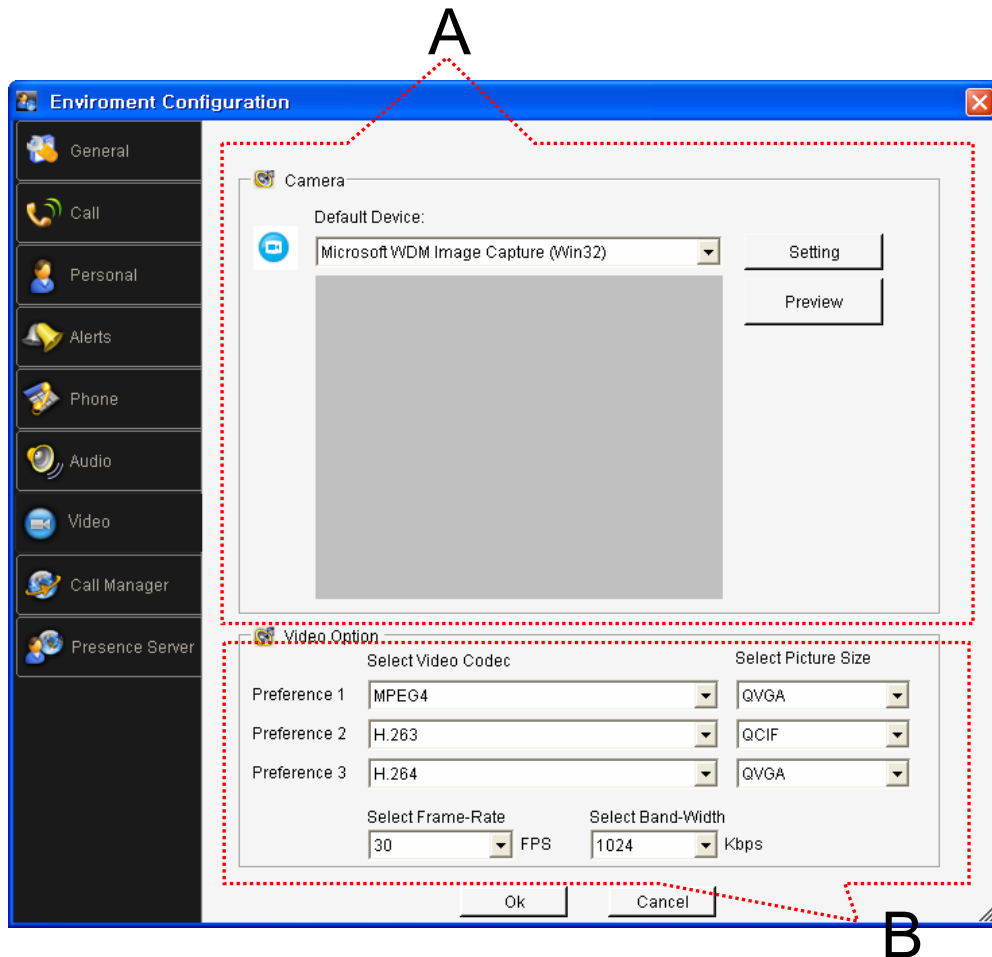 A
Enviroment Configuration
General
Call
Personal
Alerts
Phone
Audio
Video
Call Manager
Presence Server
Camera
Default Device:
Microsoft WDM Image Capture (Win32)
Setting
Preview
Video Option
Select Video Codec Select Picture Size
Preference 1 MPEG4 QVGA
Preference 2 H.263 QCIF
Preference 3 H.264 QVGA
Select Frame-Rate Select Band-Width
30 FPS 1024 Kbps
Ok Cancel
B